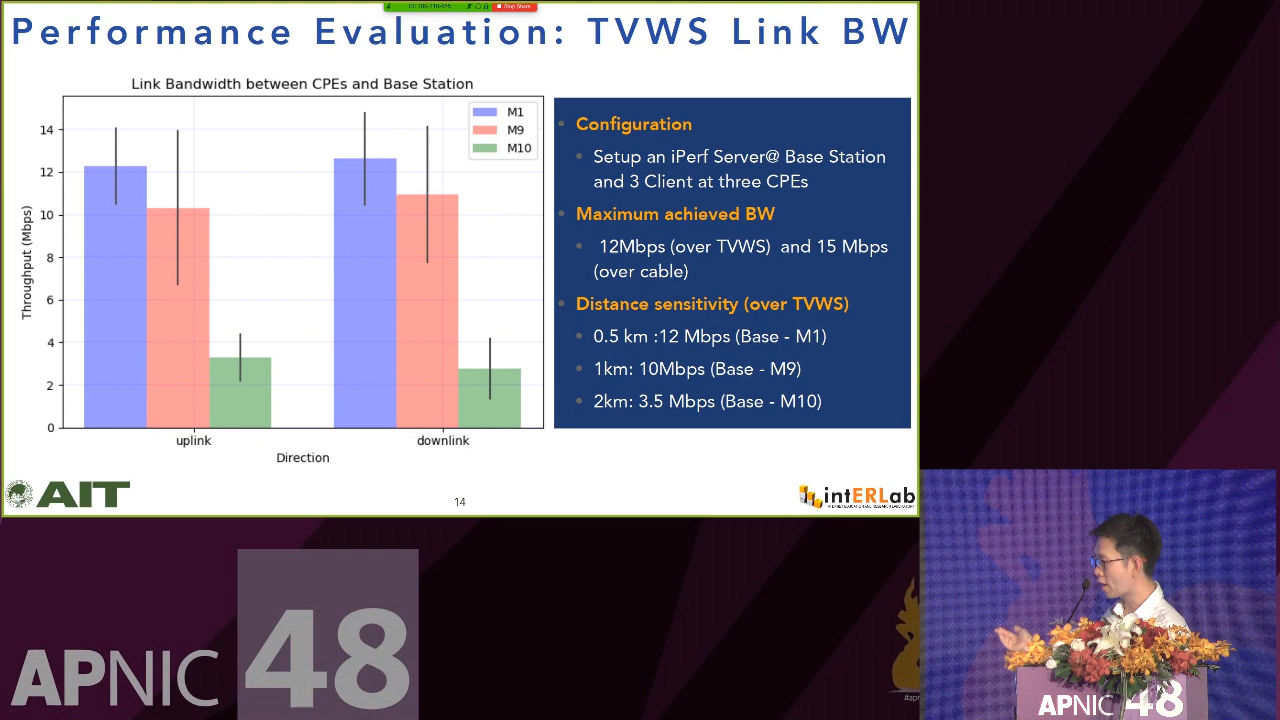 Stop Share
Performance Evaluation: TVWS Link BW
Link Bandwidth between CPEs and Base Station
M1
M9
M10
14
12
10
8
6
4
2
0
Throughput (Mbps)
uplink
downlink
Direction
Configuration
Setup an iPerf Server@ Base Station
and 3 Client at three CPEs
Maximum achieved BW
12Mbps (over TVWS) and 15 Mbps
(over cable)
Distance sensitivity (over TVWS)
0.5 km :12 Mbps (Base - M1)
1km: 10Mbps (Base - M9)
2km: 3.5 Mbps (Base - M10)
AIT
14
intERLab
APNIC 48
#apr
APNIC 48